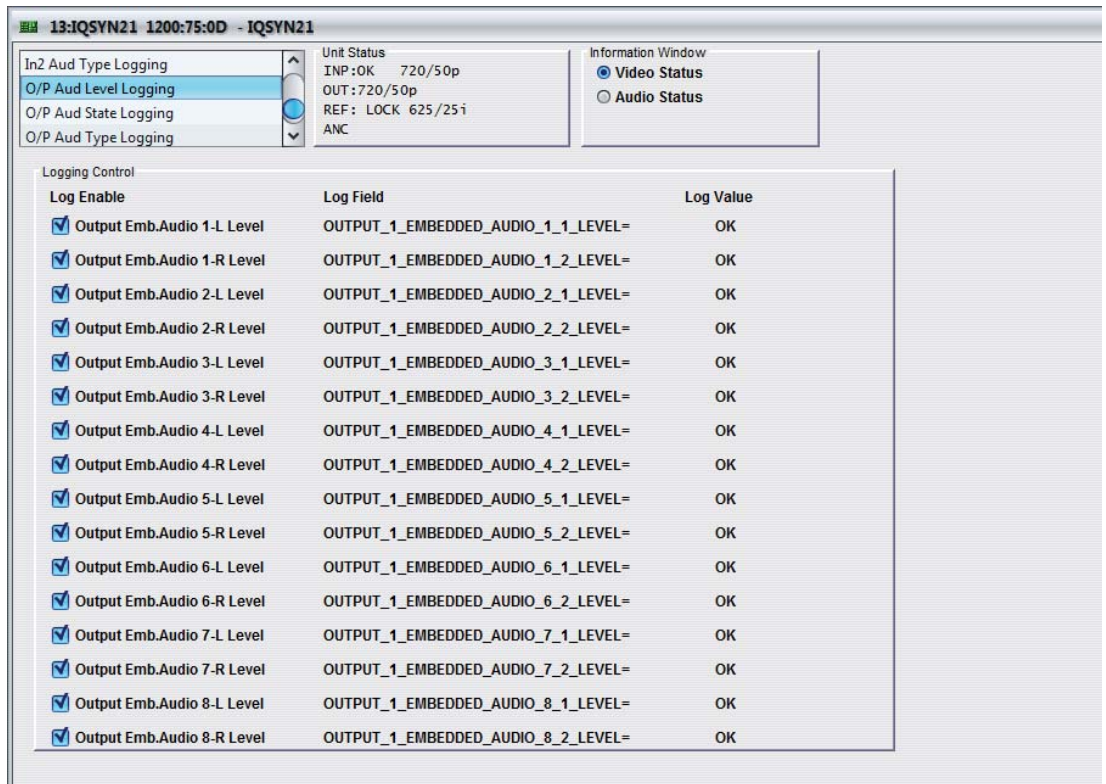 13:IQSYN21 1200:75:0D - IQSYN21
In2 Aud Type Logging
O/P Aud Level Logging
O/P Aud State Logging
O/P Aud Type Logging
Unit Status
INP:OK 720/50p
OUT:720/50p
REF: LOCK 625/25i
ANC
Information Window
Video Status
Audio Status
Logging Control
Log Enable Log Field Log Value
Output Emb.Audio 1-L Level OUTPUT_1_EMBEDDED_AUDIO_1_1_LEVEL= OK
Output Emb.Audio 1-R Level OUTPUT_1_EMBEDDED_AUDIO_1_2_LEVEL= OK
Output Emb.Audio 2-L Level OUTPUT_1_EMBEDDED_AUDIO_2_1_LEVEL= OK
Output Emb.Audio 2-R Level OUTPUT_1_EMBEDDED_AUDIO_2_2_LEVEL= OK
Output Emb.Audio 3-L Level OUTPUT_1_EMBEDDED_AUDIO_3_1_LEVEL= OK
Output Emb.Audio 3-R Level OUTPUT_1_EMBEDDED_AUDIO_3_2_LEVEL= OK
Output Emb.Audio 4-L Level OUTPUT_1_EMBEDDED_AUDIO_4_1_LEVEL= OK
Output Emb.Audio 4-R Level OUTPUT_1_EMBEDDED_AUDIO_4_2_LEVEL= OK
Output Emb.Audio 5-L Level OUTPUT_1_EMBEDDED_AUDIO_5_1_LEVEL= OK
Output Emb.Audio 5-R Level OUTPUT_1_EMBEDDED_AUDIO_5_2_LEVEL= OK
Output Emb.Audio 6-L Level OUTPUT_1_EMBEDDED_AUDIO_6_1_LEVEL= OK
Output Emb.Audio 6-R Level OUTPUT_1_EMBEDDED_AUDIO_6_2_LEVEL= OK
Output Emb.Audio 7-L Level OUTPUT_1_EMBEDDED_AUDIO_7_1_LEVEL= OK
Output Emb.Audio 7-R Level OUTPUT_1_EMBEDDED_AUDIO_7_2_LEVEL= OK
Output Emb.Audio 8-L Level OUTPUT_1_EMBEDDED_AUDIO_8_1_LEVEL= OK
Output Emb.Audio 8-R Level OUTPUT_1_EMBEDDED_AUDIO_8_2_LEVEL= OK